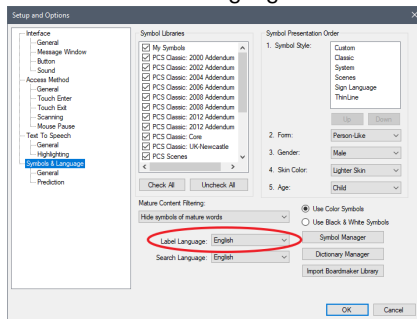 Setup and Options
Interface
General
Message Window
Button
Sound
Access Method
General
Touch Enter
Touch Exit
Scanning
Mouse Pause
Text To Speech
General
Highlighting
Symbols & Language
General
Prediction
Symbol Libraries
My Symbols
PCS Classic: 2000 Addendum
PCS Classic: 2002 Addendum
PCS Classic: 2004 Addendum
PCS Classic: 2006 Addendum
PCS Classic: 2008 Addendum
PCS Classic: 2012 Addendum
PCS Classic: 2012 Addendum
PCS Classic: Core
PCS Classic: UK-Newcastle
PCS Scenes
Check All
Uncheck All
Mature Content Filtering:
Hide symbols of mature words
Label Language: English
Search Language: English
Symbol Presentation Order
1. Symbol Style:
Custom
Classic
System
Scenes
Sign Language
ThinLine
Up
Down
2. Form: Person-Like
3. Gender: Male
4. Skin Color: Lighter Skin
5. Age: Child
Use Color Symbols
Use Black & White Symbols
Symbol Manager
Dictionary Manager
Import Boardmaker Library
OK
Cancel